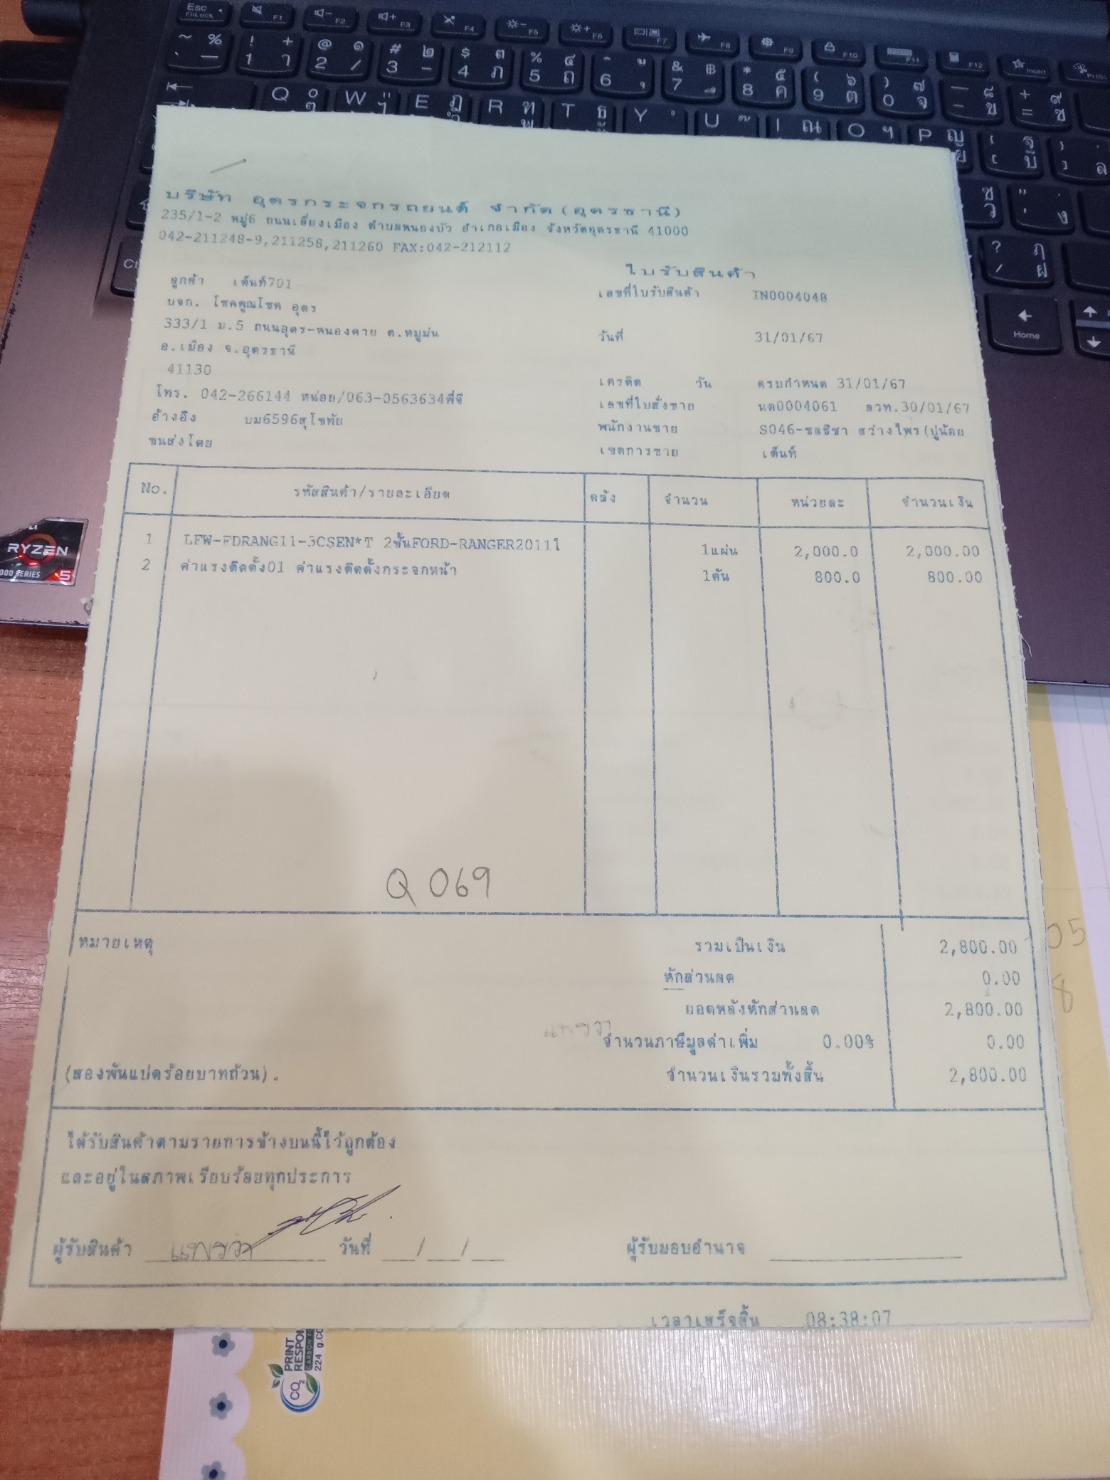 บริษัท อุดรกระจกรถยนต์ จำกัด(อุดรธานี)
235/1-2 หมู่6 ถนนเลี่ยงเมือง ตำบลหนองบัว อำเภอเมือง จังหวัดอุดรธานี 41000
042-211248-9,211258,211260 FAX:042-212112
ใบรับสินค้า
ลูกค้า เต็นท์701
เลขที่ใบรับสินค้า IN0004048
บจก. โชคคูณโชค อุดร
333/1 ม.5 ถนนอุดร-หนองคาย ต.หมูม่น
วันที่ 31/01/67
อ.เมือง จ.อุดรธานี
41130
เครดิต วัน ครบกำหนด 31/01/67
โทร. 042-266144 หน่อย/063-0563634พี่จี
เลขที่ใบสั่งขาย นด0004061 ลวท.30/01/67
อ้างอิง บม6596สุโขทัย
พนักงานขาย S046-ชลธิชา สว่างไพร(ปูน้อย
ขนส่งโดย
เขตการขาย เต็นท์
No. รหัสสินค้า/รายละเอียด คลัง จำนวน หน่วยละ จำนวนเงิน
1 LFW-FDRANG11-3CSEN*T 2ชั้นFORD-RANGER2011ใ 1แผ่น 2,000.0 2,000.00
2 ค่าแรงติดตั้ง01 ค่าแรงติดตั้งกระจกหน้า 1คัน 800.0 800.00
Q 069
หมายเหตุ
รวมเป็นเงิน 2,800.00
หักส่วนลด 0.00
ยอดหลังหักส่วนลด 2,800.00
จำนวนภาษีมูลค่าเพิ่ม 0.00% 0.00
(สองพันแปดร้อยบาทถ้วน). จำนวนเงินรวมทั้งสิ้น 2,800.00
ได้รับสินค้าตามรายการข้างบนนี้ไว้ถูกต้อง
และอยู่ในสภาพเรียบร้อยทุกประการ
ผู้รับสินค้า แพรวา วันที่ / / ผู้รับมอบอำนาจ
เวลาเสร็จสิ้น 08:38:07
RYZEN
5